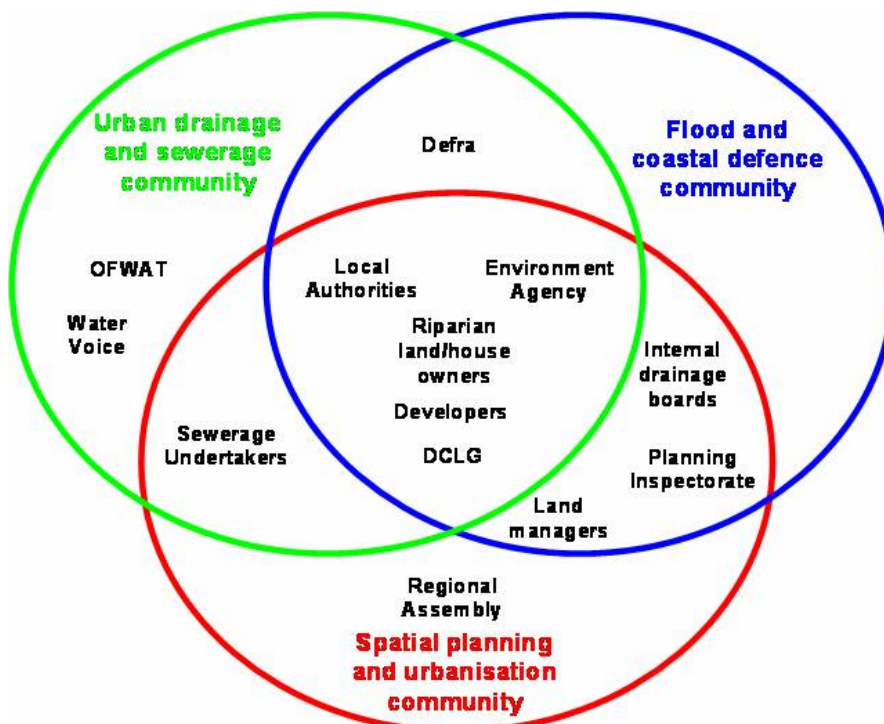 Urban drainage
and sewerage
community
Flood and
coastal defence
community
Defra
OFWAT
Water
Voice
Local
Authorities
Environment
Agency
Riparian
land/house
owners
Internal
drainage
boards
Developers
Sewerage
Undertakers
DCLG
Planning
Inspectorate
Land
managers
Regional
Assembly
Spatial planning
and urbanisation
community